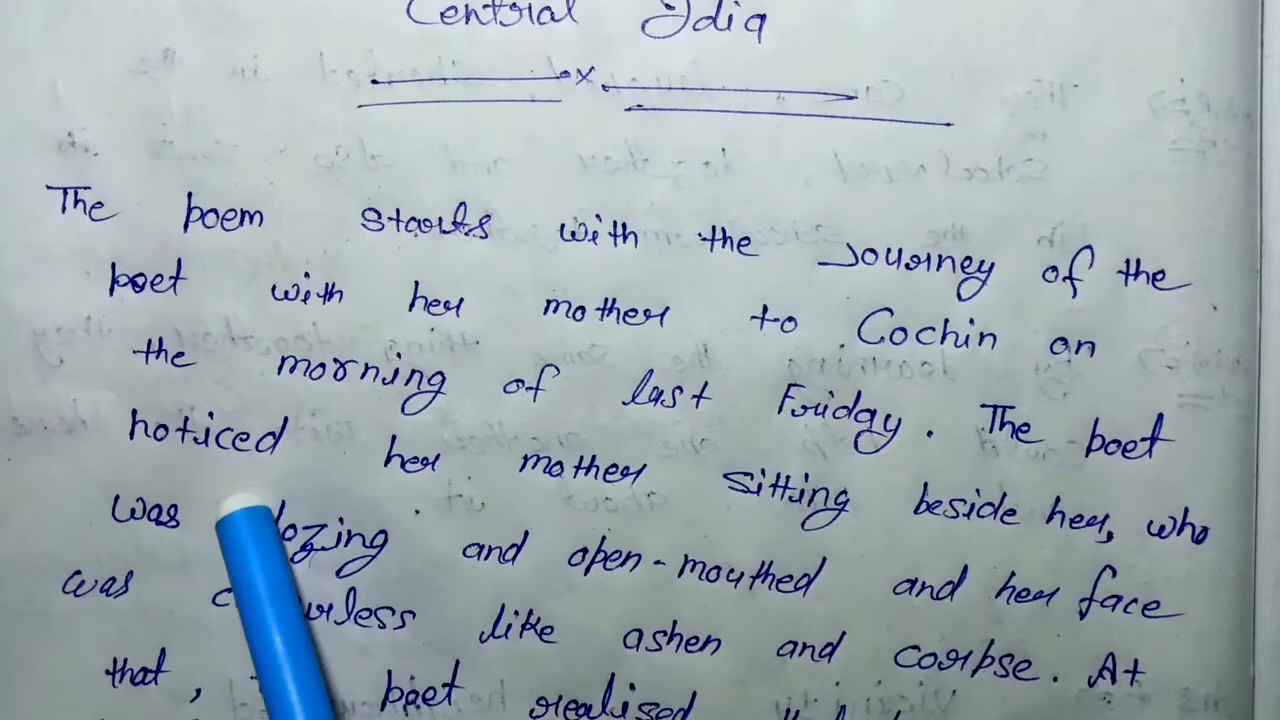 Central Idia
x
The poem starts with the Journey of the
poet with her mother to Cochin on
the morning of last Friday. The poet
noticed her mother sitting beside her, who
was dozing and open-mouthed and her face
was colourless like ashen and corpse. At
that, poet realised